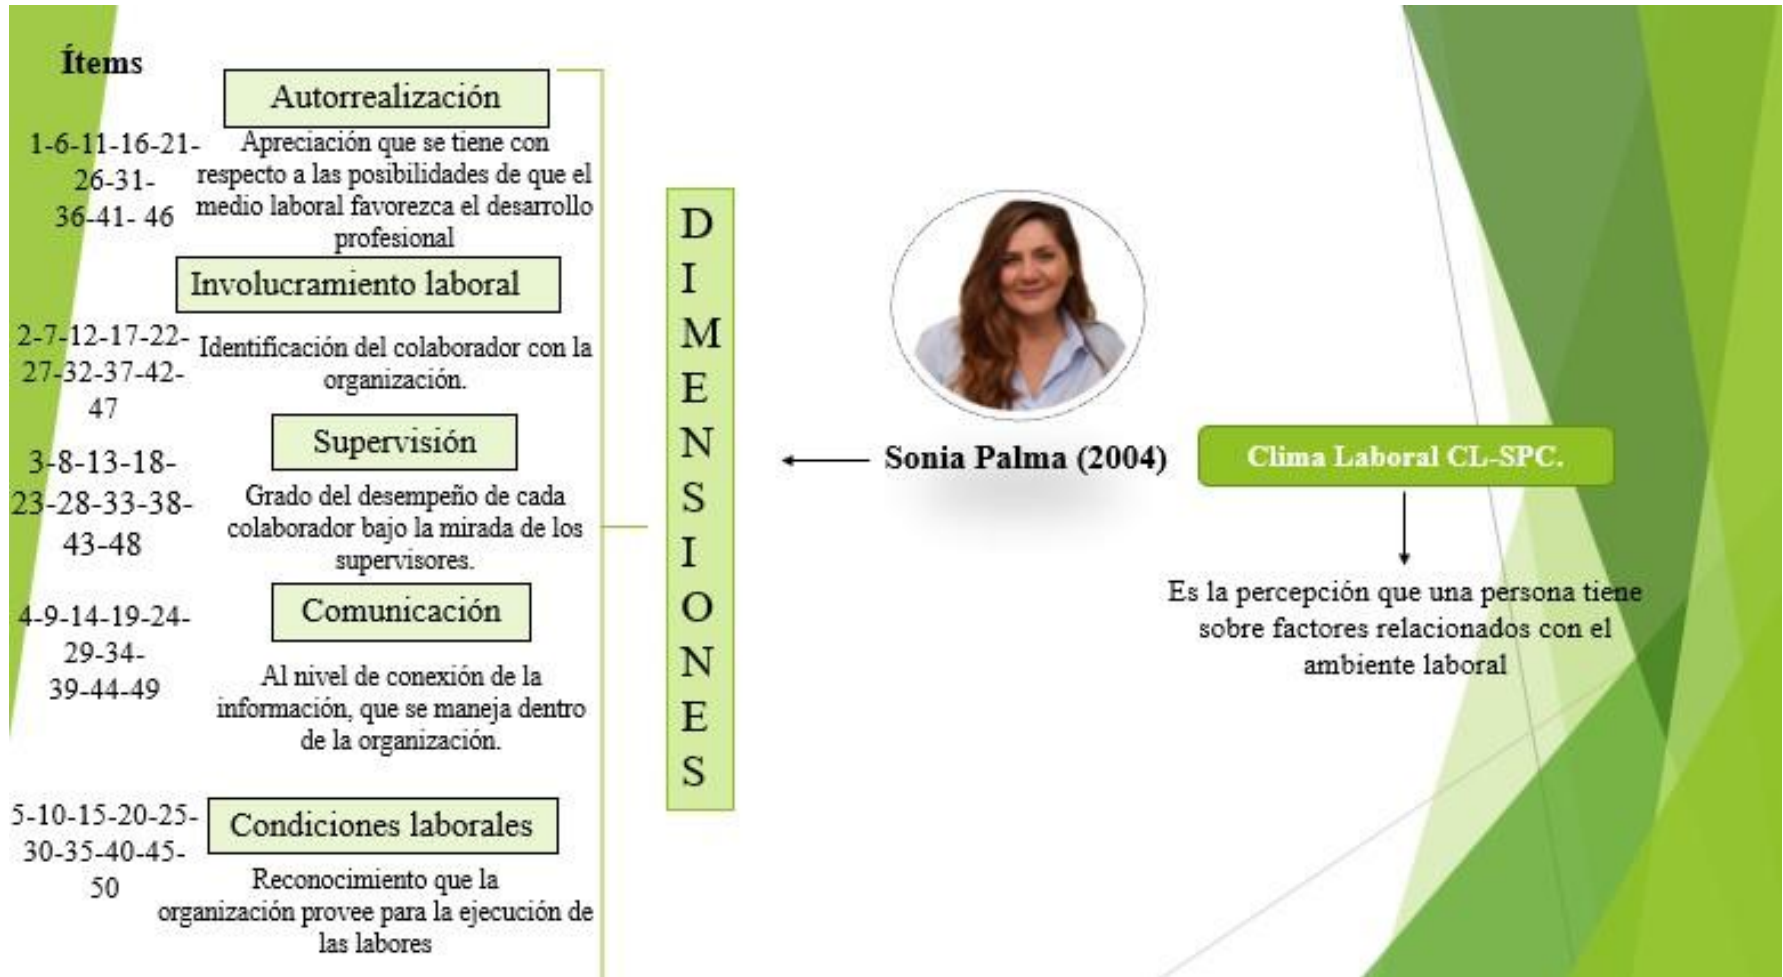 Ítems
Autorrealización
1-6-11-16-21-
26-31-
36-41- 46
Apreciación que se tiene con
respecto a las posibilidades de que el
medio laboral favorezca el desarrollo
profesional
Involucramiento laboral
2-7-12-17-22-
27-32-37-42-
47
Identificación del colaborador con la
organización.
Supervisión
3-8-13-18-
23-28-33-38-
43-48
Grado del desempeño de cada
colaborador bajo la mirada de los
supervisores.
Comunicación
4-9-14-19-24-
29-34-
39-44-49
Al nivel de conexión de la
información, que se maneja dentro
de la organización.
Condiciones laborales
5-10-15-20-25-
30-35-40-45-
50
Reconocimiento que la
organización provee para la ejecución de
las labores
D
I
M
E
N
S
I
O
N
E
S
Sonia Palma (2004)
Clima Laboral CL-SPC.
Es la percepción que una persona tiene
sobre factores relacionados con el
ambiente laboral